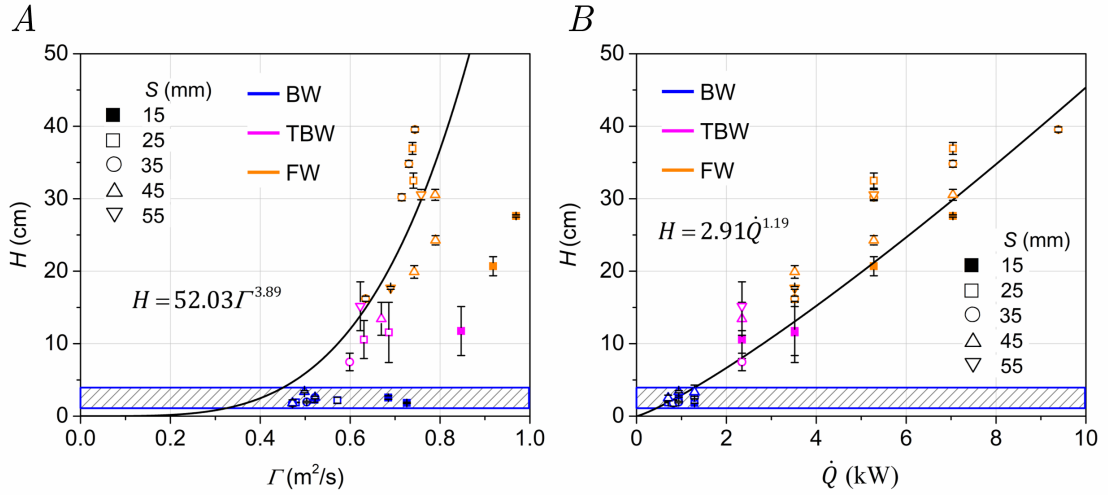 A
50
40
30
20
10
0
H (cm)
S (mm)
15
25
35
45
55
BW
TBW
FW
H = 52.03Γ^3.89
0.0
0.2
0.4
0.6
0.8
1.0
Γ (m²/s)
B
50
40
30
20
10
0
H (cm)
BW
TBW
FW
H = 2.91Q̇^1.19
S (mm)
15
25
35
45
55
0
2
4
6
8
10
Q̇ (kW)